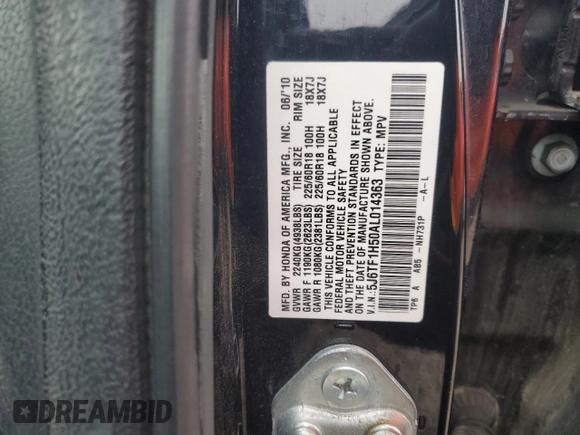 MFD. BY HONDA OF AMERICA MFG., INC. 06/'10
GVWR 2240KG(4938LBS) TIRE SIZE RIM SIZE
GAWR F 1190KG(2623LBS) 225/60R18 100H 18X7J
GAWR R 1080KG(2381LBS) 225/60R18 100H 18X7J
THIS VEHICLE CONFORMS TO ALL APPLICABLE
FEDERAL MOTOR VEHICLE SAFETY
AND THEFT PREVENTION STANDARDS IN EFFECT
ON THE DATE OF MANUFACTURE SHOWN ABOVE.
V.I.N.: 5J6TF1H50AL014363 TYPE: MPV
TP6 A AB5 -NH731P -A-L
DREAMBID